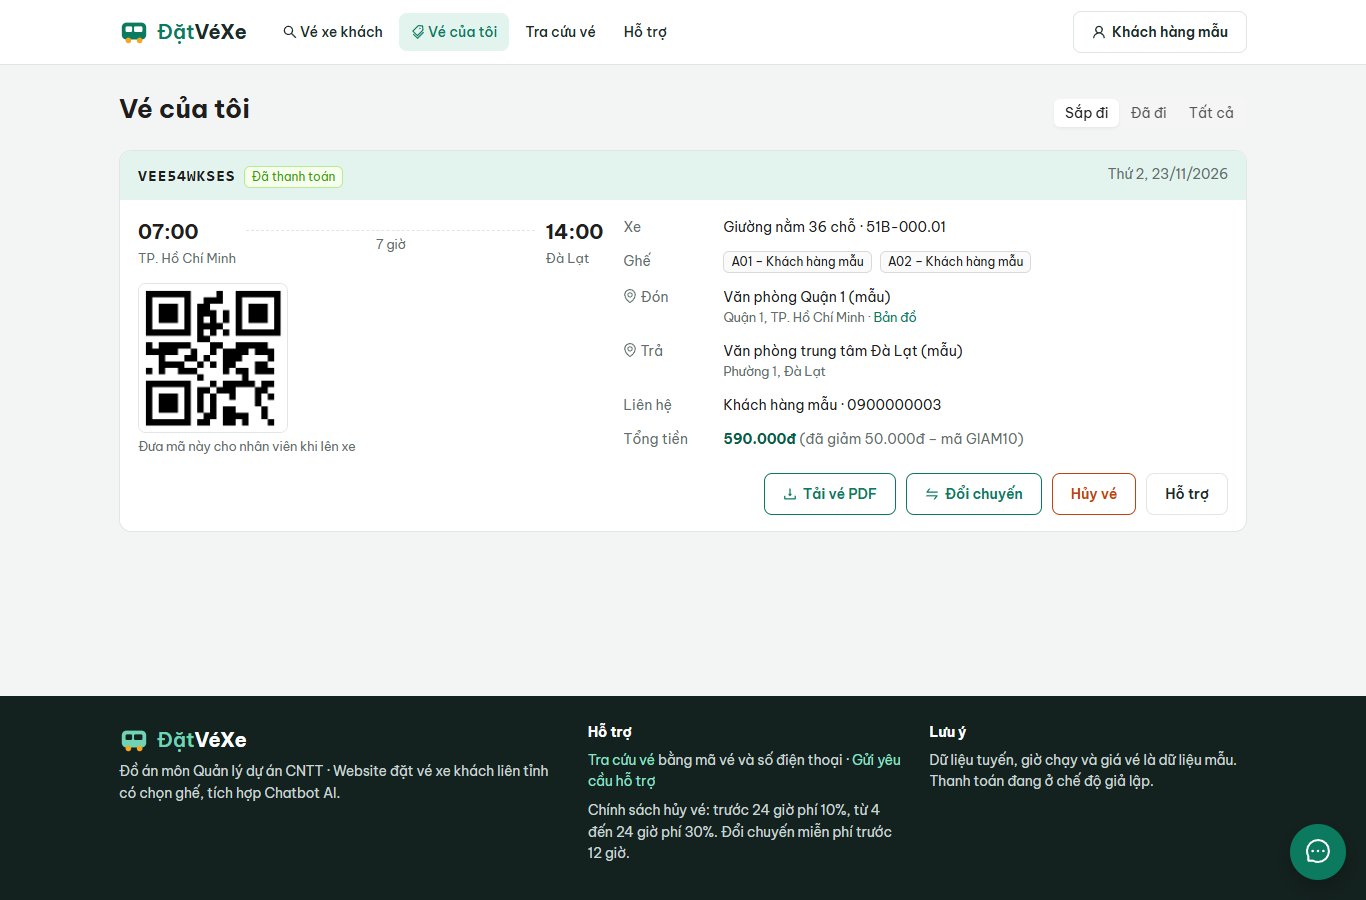 ĐặtVéXe
Vé xe khách
Vé của tôi
Tra cứu vé
Hỗ trợ
Khách hàng mẫu
Vé của tôi
Sắp đi
Đã đi
Tất cả
VEE54WKSES
Đã thanh toán
Thứ 2, 23/11/2026
07:00
7 giờ
14:00
TP. Hồ Chí Minh
Đà Lạt
Đưa mã này cho nhân viên khi lên xe
Xe
Giường nằm 36 chỗ · 51B-000.01
Ghế
A01 – Khách hàng mẫu
A02 – Khách hàng mẫu
Đón
Văn phòng Quận 1 (mẫu)
Quận 1, TP. Hồ Chí Minh · Bản đồ
Trả
Văn phòng trung tâm Đà Lạt (mẫu)
Phường 1, Đà Lạt
Liên hệ
Khách hàng mẫu · 0900000003
Tổng tiền
590.000đ (đã giảm 50.000đ – mã GIAM10)
Tải vé PDF
Đổi chuyến
Hủy vé
Hỗ trợ
ĐặtVéXe
Đồ án môn Quản lý dự án CNTT · Website đặt vé xe khách liên tỉnh
có chọn ghế, tích hợp Chatbot AI.
Hỗ trợ
Tra cứu vé bằng mã vé và số điện thoại · Gửi yêu
cầu hỗ trợ
Chính sách hủy vé: trước 24 giờ phí 10%, từ 4
đến 24 giờ phí 30%. Đổi chuyến miễn phí trước
12 giờ.
Lưu ý
Dữ liệu tuyến, giờ chạy và giá vé là dữ liệu mẫu.
Thanh toán đang ở chế độ giả lập.